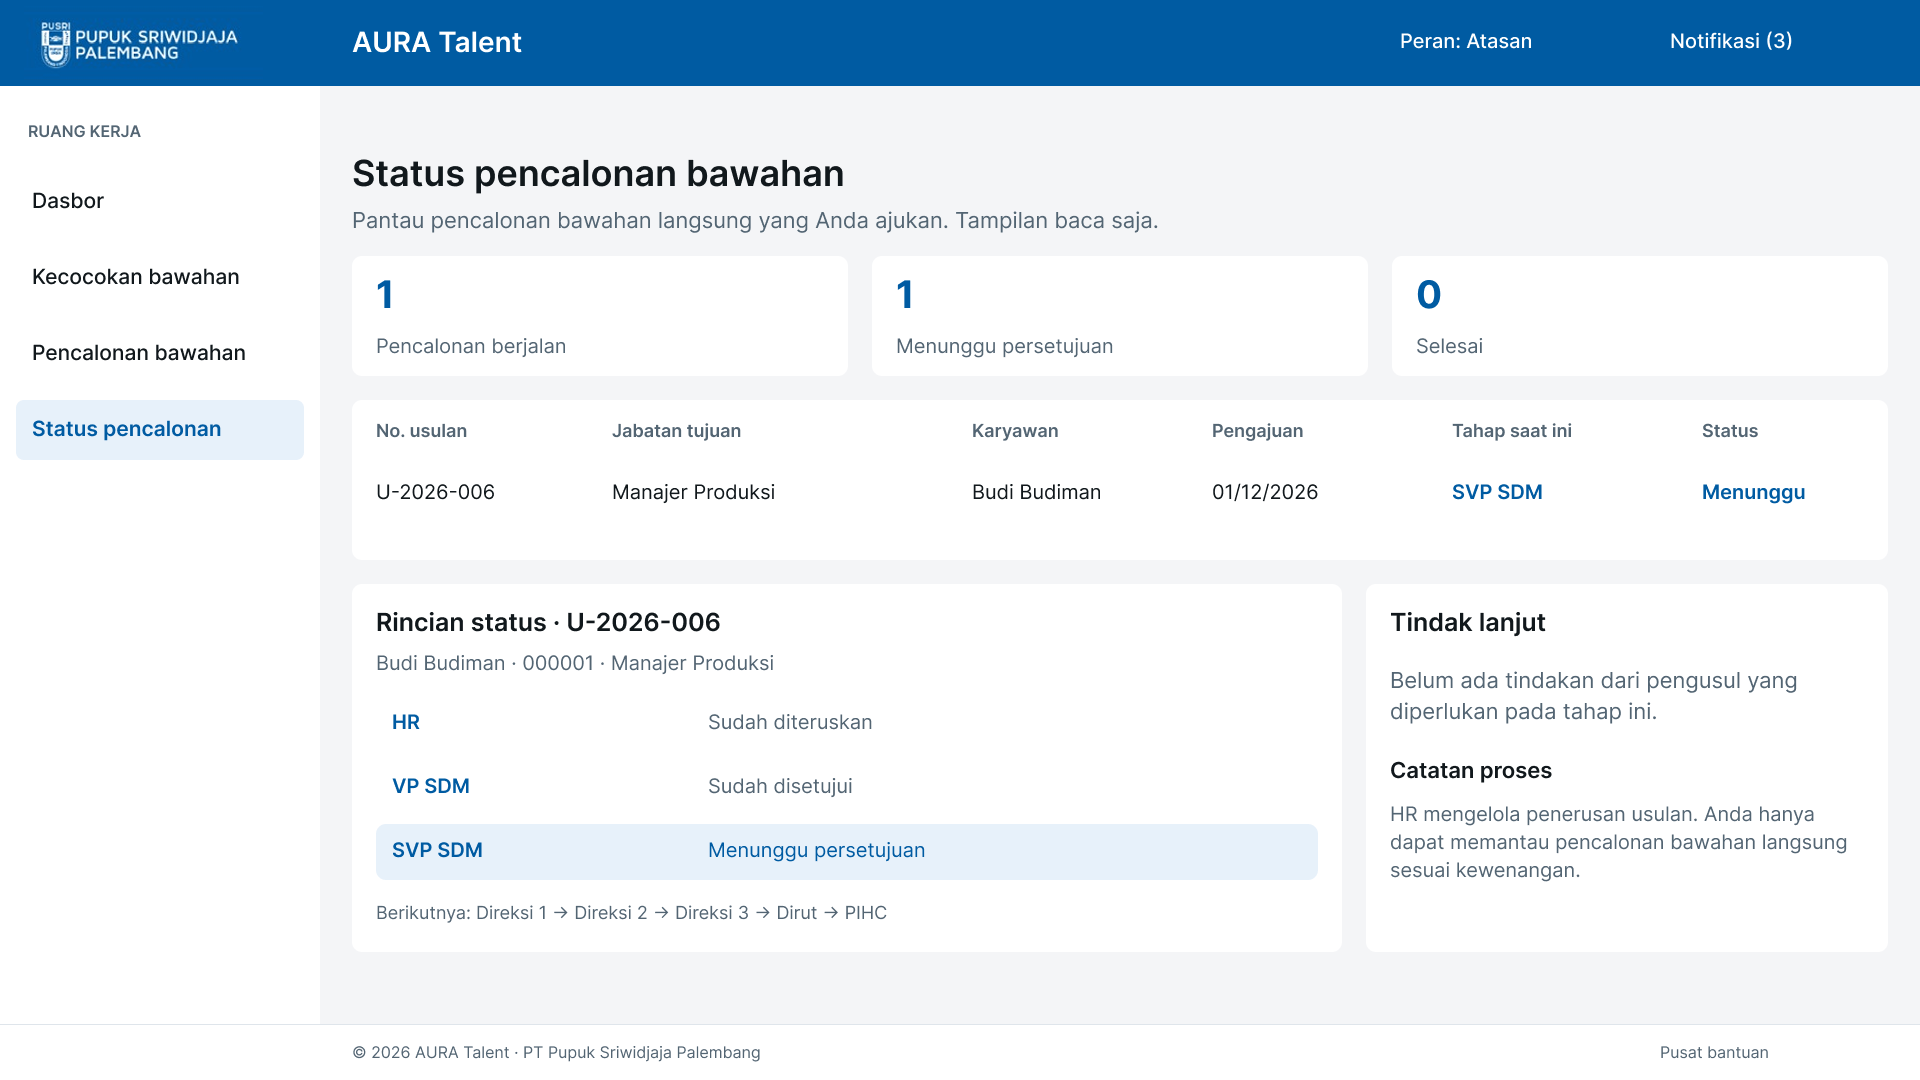 PUSRI
PUPUK SRIWIDJAJA
PALEMBANG
AURA Talent
Peran: Atasan
Notifikasi (3)
RUANG KERJA
Dasbor
Kecocokan bawahan
Pencalonan bawahan
Status pencalonan
Status pencalonan bawahan
Pantau pencalonan bawahan langsung yang Anda ajukan. Tampilan baca saja.
1
Pencalonan berjalan
1
Menunggu persetujuan
0
Selesai
No. usulan Jabatan tujuan Karyawan Pengajuan Tahap saat ini Status
U-2026-006 Manajer Produksi Budi Budiman 01/12/2026 SVP SDM Menunggu
Rincian status · U-2026-006
Budi Budiman · 000001 · Manajer Produksi
HR Sudah diteruskan
VP SDM Sudah disetujui
SVP SDM Menunggu persetujuan
Berikutnya: Direksi 1 → Direksi 2 → Direksi 3 → Dirut → PIHC
Tindak lanjut
Belum ada tindakan dari pengusul yang
diperlukan pada tahap ini.
Catatan proses
HR mengelola penerusan usulan. Anda hanya
dapat memantau pencalonan bawahan langsung
sesuai kewenangan.
© 2026 AURA Talent · PT Pupuk Sriwidjaja Palembang
Pusat bantuan